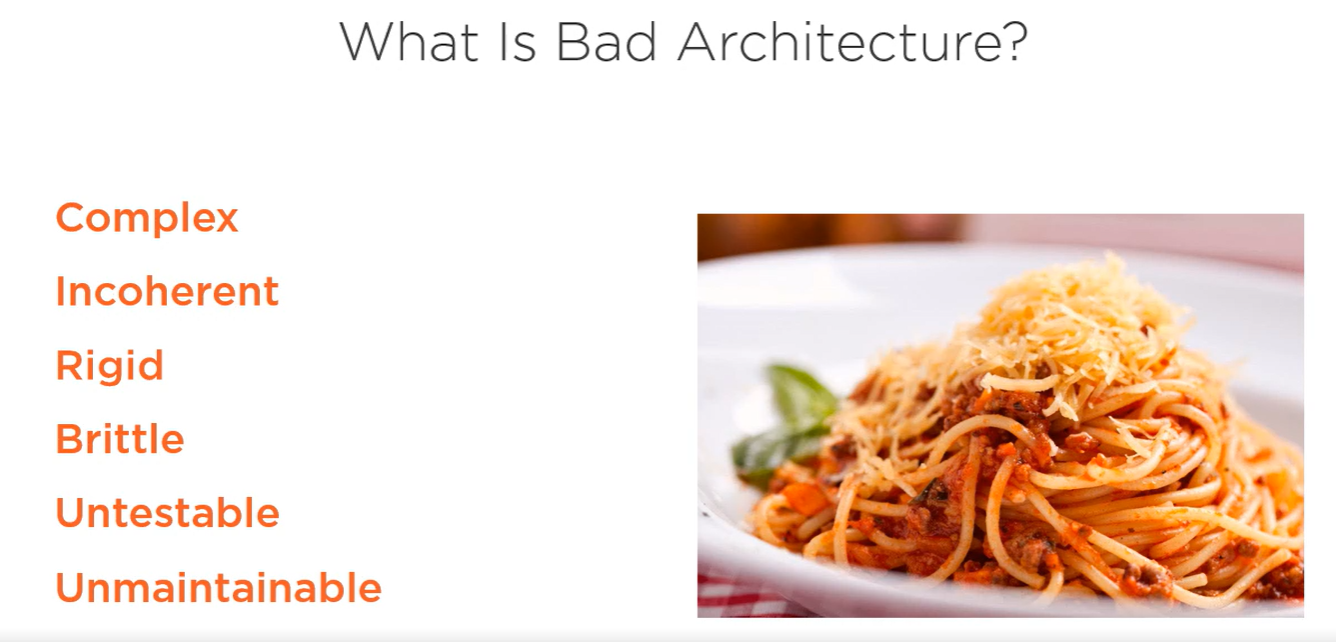 What Is Bad Architecture?
Complex
Incoherent
Rigid
Brittle
Untestable
Unmaintainable